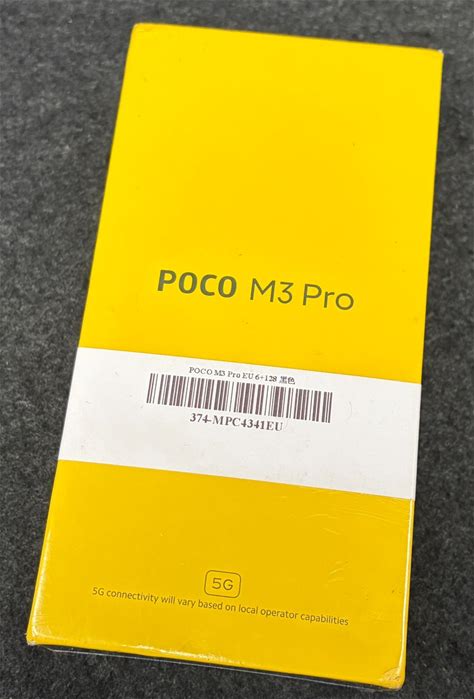 POCO M3 Pro
POCO M3 Pro EU 6+128 黑色
374-MPC4341EU
5G
5G connectivity will vary based on local operator capabilities